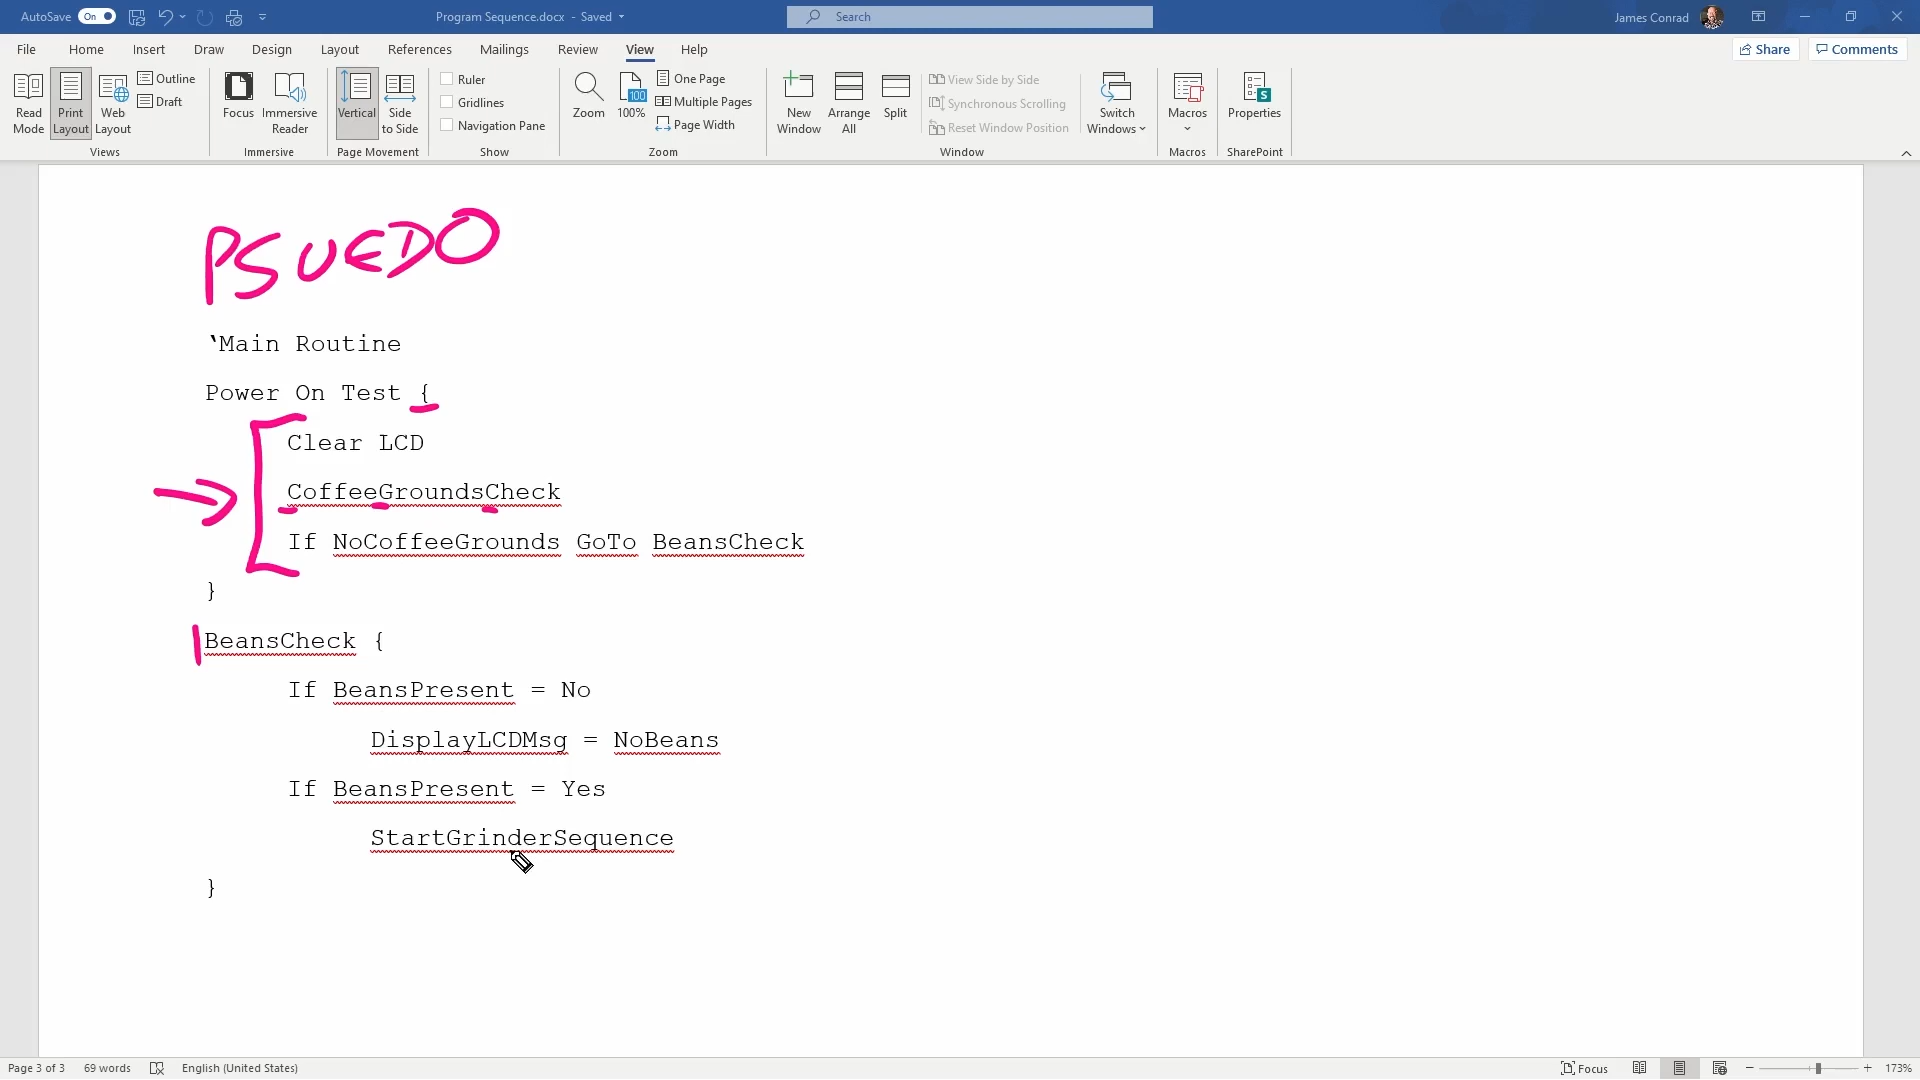 AutoSave On Program Sequence.docx - Saved Search James Conrad
File Home Insert Draw Design Layout References Mailings Review View Help Share Comments
Read Mode
Print Layout
Web Layout
Outline
Draft
Views
Focus
Immersive Reader
Immersive
Vertical
Side to Side
Page Movement
Ruler
Gridlines
Navigation Pane
Show
Zoom
100
100%
One Page
Multiple Pages
Page Width
Zoom
New Window
Arrange All
Split
View Side by Side
Synchronous Scrolling
Reset Window Position
Switch Windows
Window
Macros
Macros
S
Properties
SharePoint
PSUEDO
‘Main Routine
Power On Test {
Clear LCD
CoffeeGroundsCheck
If NoCoffeeGrounds GoTo BeansCheck
}
BeansCheck {
If BeansPresent = No
DisplayLCDMsg = NoBeans
If BeansPresent = Yes
StartGrinderSequence
}
Page 3 of 3 69 words English (United States) Focus 173%